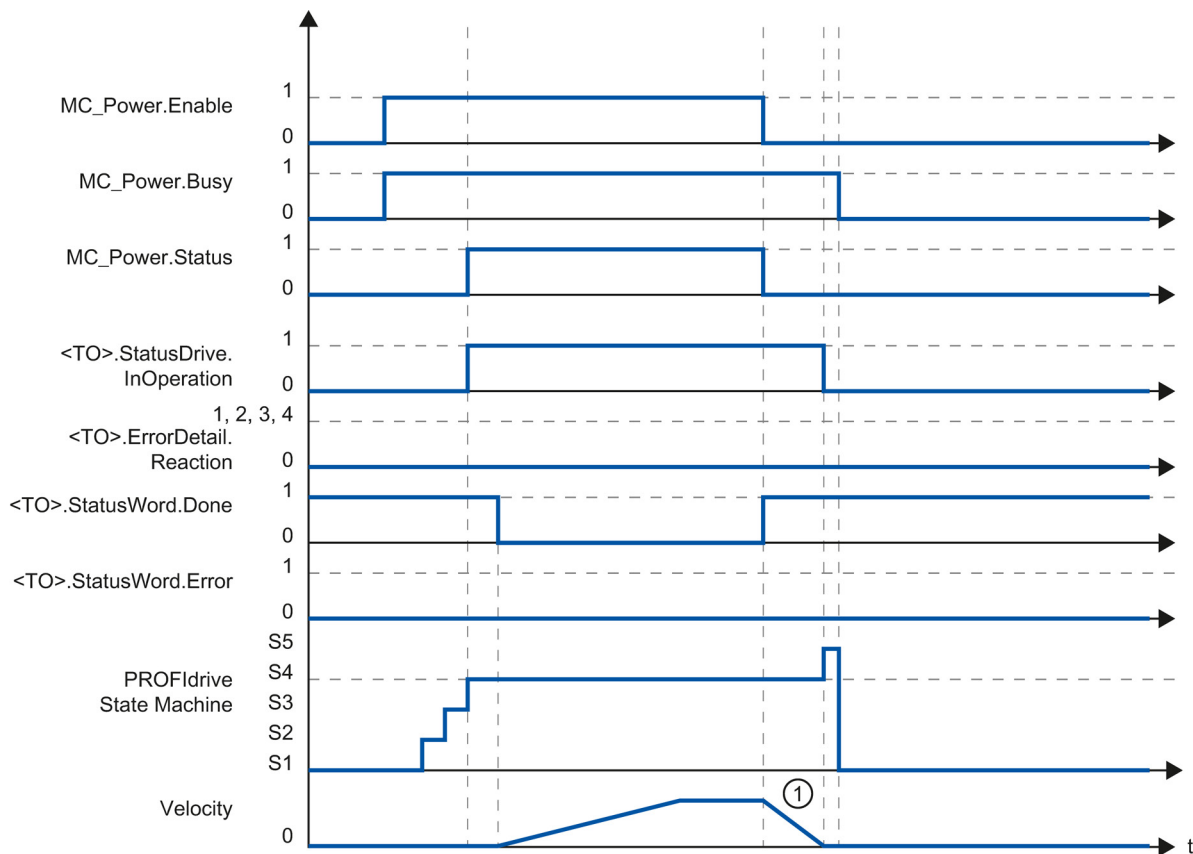 1
MC_Power.Enable
0
1
MC_Power.Busy
0
1
MC_Power.Status
0
1
<TO>.StatusDrive.
InOperation
0
1, 2, 3, 4
<TO>.ErrorDetail.
Reaction
0
1
<TO>.StatusWord.Done
0
1
<TO>.StatusWord.Error
0
S5
S4
PROFIdrive
State Machine
S3
S2
S1
1
Velocity
0
t